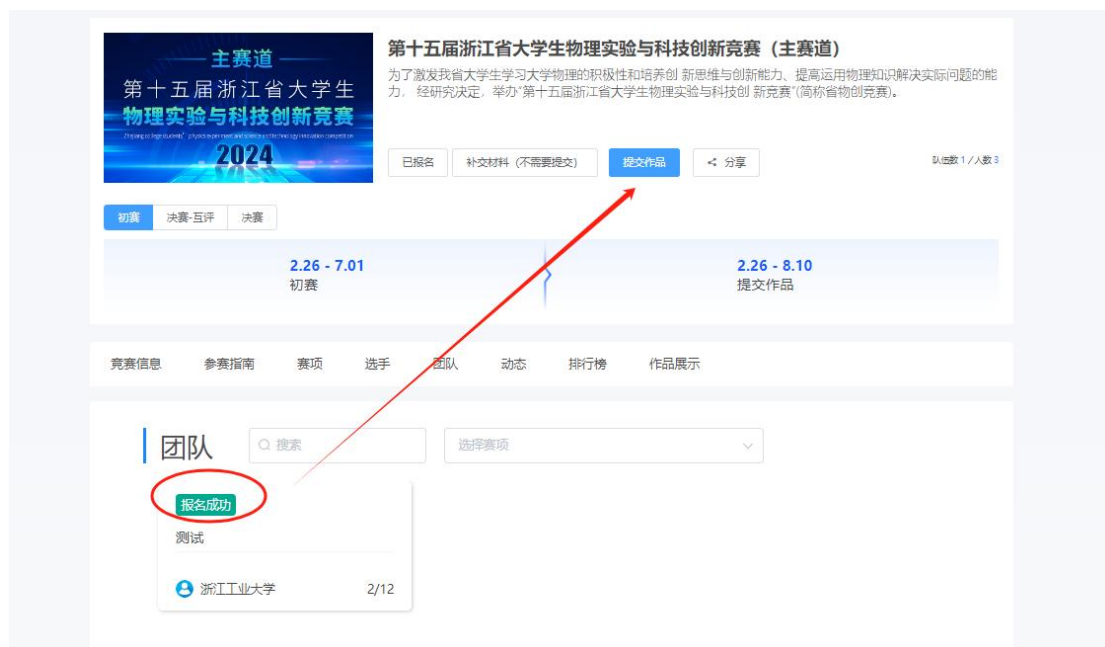 主赛道
第十五届浙江省大学生
物理实验与科技创新竞赛
2024
第十五届浙江省大学生物理实验与科技创新竞赛（主赛道）
为了激发我省大学生学习大学物理的积极性和培养创 新思维与创新能力、提高运用物理知识解决实际问题的能
力， 经研究决定，举办“第十五届浙江省大学生物理实验与科技创 新竞赛”(简称省物创竞赛)。
已报名 补交材料（不需要提交） 提交作品 分享 队伍数 1 / 人数 3
初赛 决赛-互评 决赛
2.26 - 7.01 2.26 - 8.10
初赛 提交作品
竞赛信息 参赛指南 赛项 选手 团队 动态 排行榜 作品展示
团队 搜索 选择赛项
报名成功
测试
浙江工业大学 2/12